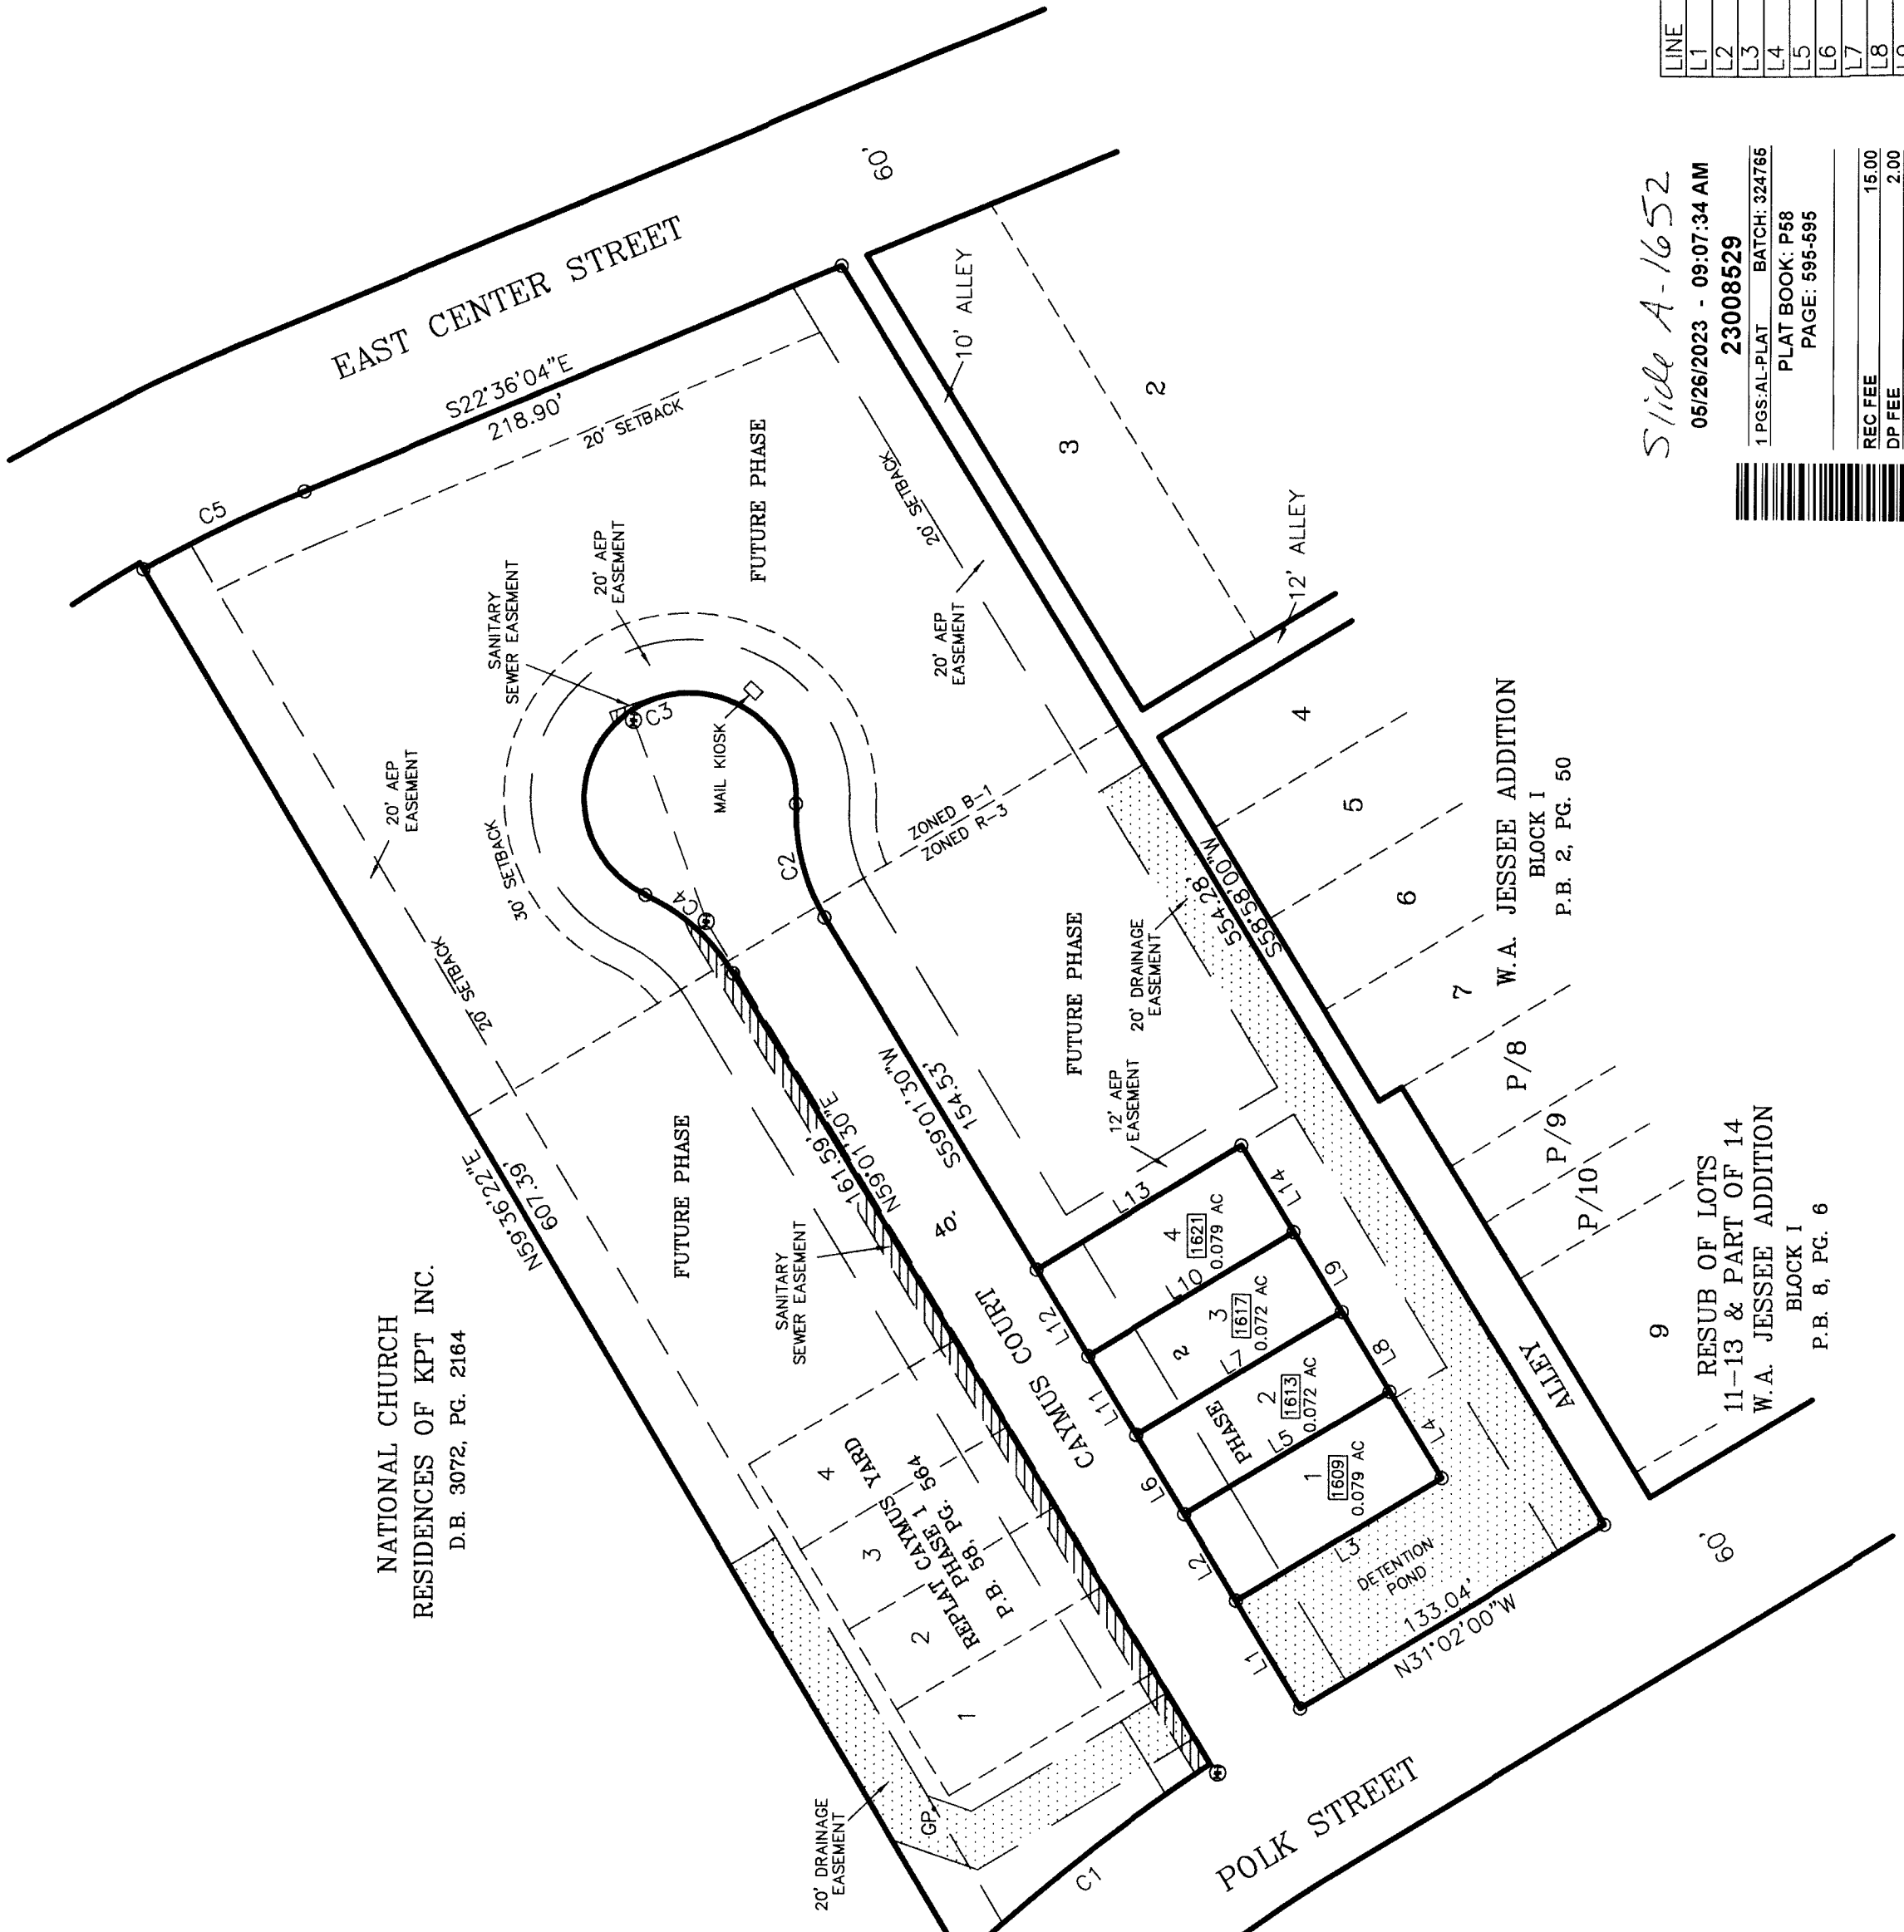 EAST CENTER STREET
60'
C5
S22°36'04"E
218.90'
20' SETBACK
FUTURE PHASE
20' SETBACK
10' ALLEY
2
3
12' ALLEY
SANITARY
SEWER EASEMENT
20' AEP
EASEMENT
20' AEP
EASEMENT
C3
MAIL KIOSK
20' AEP
EASEMENT
30' SETBACK
20' SETBACK
C4
C2
ZONED B-1
ZONED R-3
4
5
6
7
P/8
P/9
P/10
9
W.A. JESSEE ADDITION
BLOCK I
P.B. 2, PG. 50
554.28'
S58°58'00"W
20' DRAINAGE
EASEMENT
FUTURE PHASE
12' AEP
EASEMENT
S59°01'30"W
154.53'
161.59'
N59°01'30"E
40'
N59°36'22"E
607.39'
FUTURE PHASE
SANITARY
SEWER EASEMENT
NATIONAL CHURCH
RESIDENCES OF KPT INC.
D.B. 3072, PG. 2164
CAYMUS COURT
L13
L14
4
1621
0.079 AC
L10
L12
L9
3
1617
0.072 AC
L7
L11
L8
PHASE 2
2
1613
0.072 AC
L5
L6
L4
1
1609
0.079 AC
L3
L2
L1
DETENTION
POND
133.04'
N31°02'00"W
ALLEY
RESUB OF LOTS
11-13 & PART OF 14
W.A. JESSEE ADDITION
BLOCK I
P.B. 8, PG. 6
60'
4
3
2
1
REPLAT CAYMUS YARD
PHASE 1
P.B. 58, PG. 564
GP
20' DRAINAGE
EASEMENT
C1
POLK STREET
Slide A-1652
05/26/2023 - 09:07:34 AM
23008529
1 PGS:AL-PLAT BATCH: 324765
PLAT BOOK: P58
PAGE: 595-595
REC FEE 15.00
DP FEE 2.00
LINE
L1
L2
L3
L4
L5
L6
L7
L8
L9